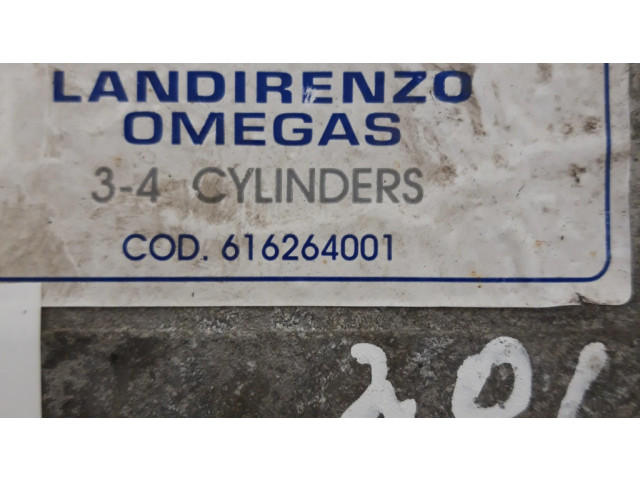 LANDIRENZO
OMEGAS
3-4 CYLINDERS
COD. 616264001